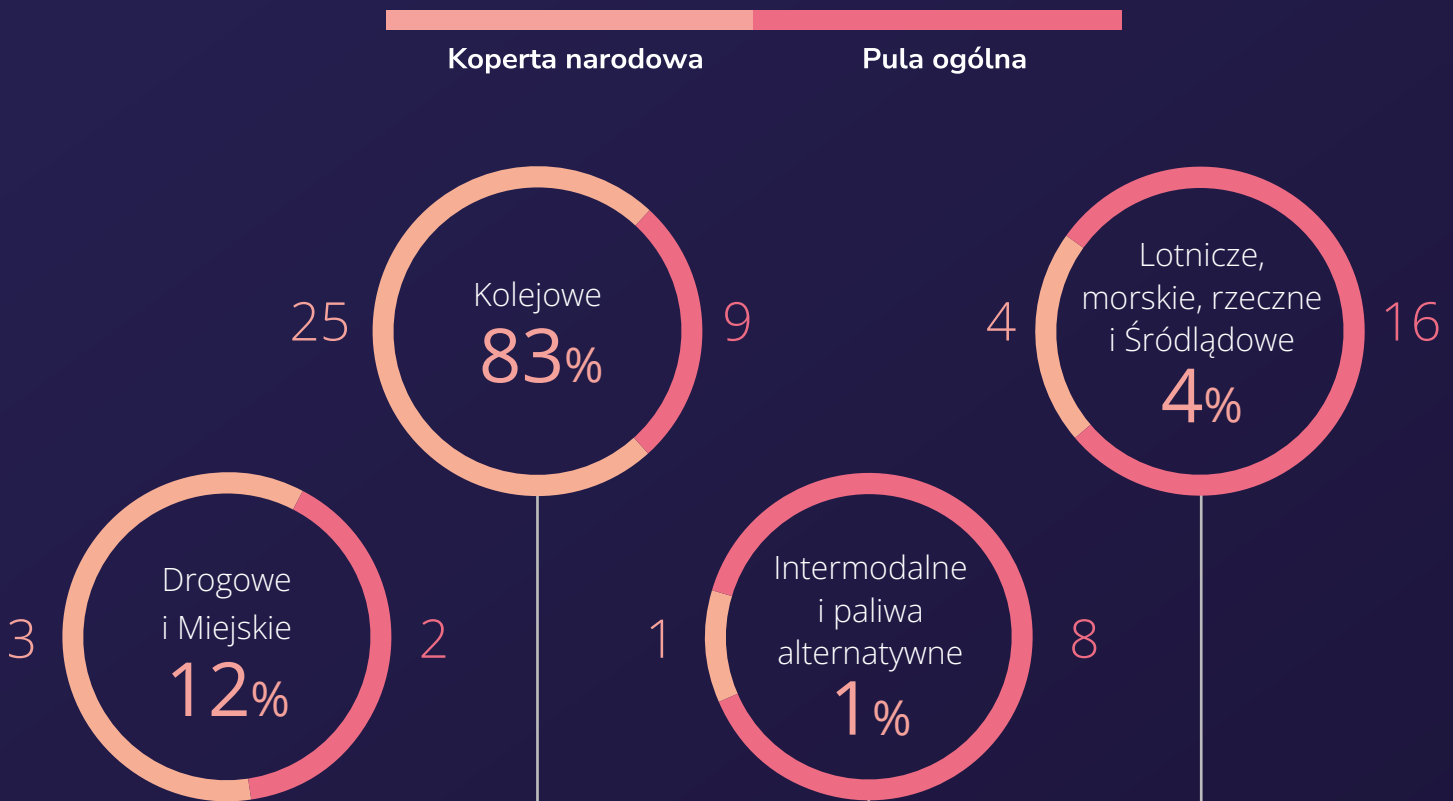 Koperta narodowa
Pula ogólna
25
Kolejowe
83%
9
4
Lotnicze,
morskie, rzeczne
i Śródlądowe
4%
16
3
Drogowe
i Miejskie
12%
2
1
Intermodalne
i paliwa
alternatywne
1%
8